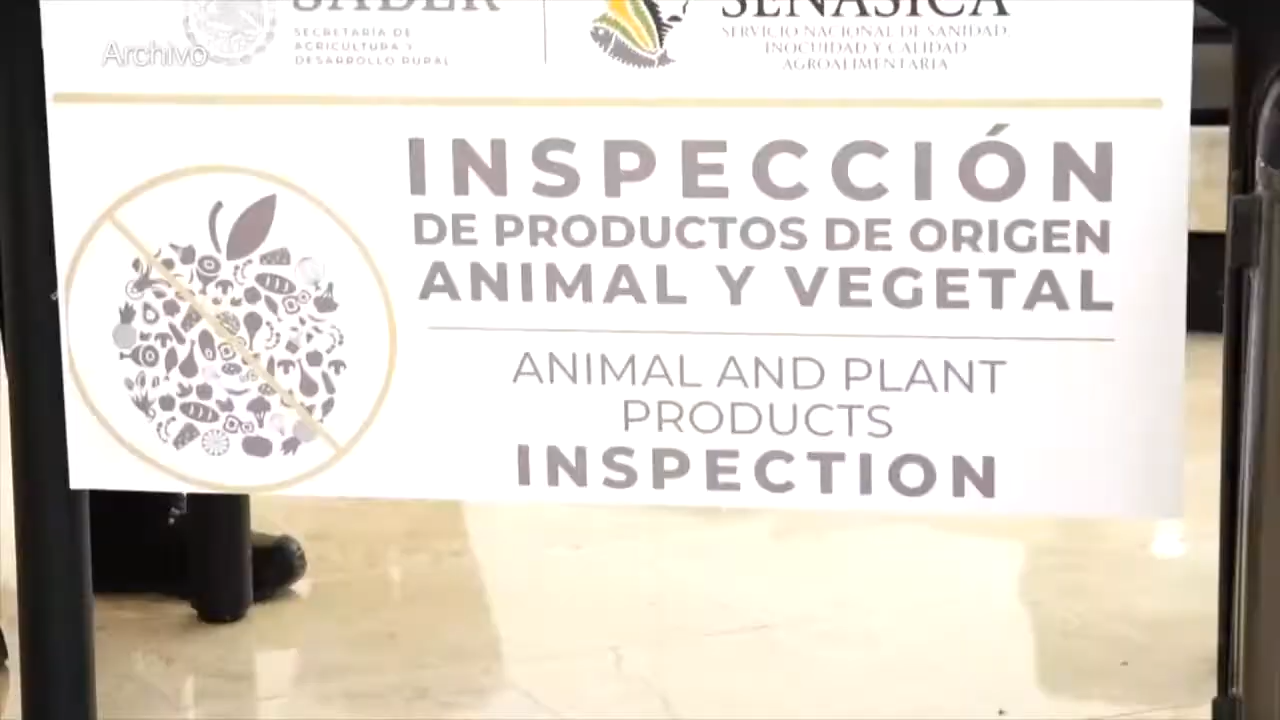 SADER
SENASICA
SECRETARÍA DE
AGRICULTURA Y
DESARROLLO RURAL
SERVICIO NACIONAL DE SANIDAD,
INOCUIDAD Y CALIDAD
AGROALIMENTARIA
Archivo
INSPECCIÓN
DE PRODUCTOS DE ORIGEN
ANIMAL Y VEGETAL
ANIMAL AND PLANT
PRODUCTS
INSPECTION